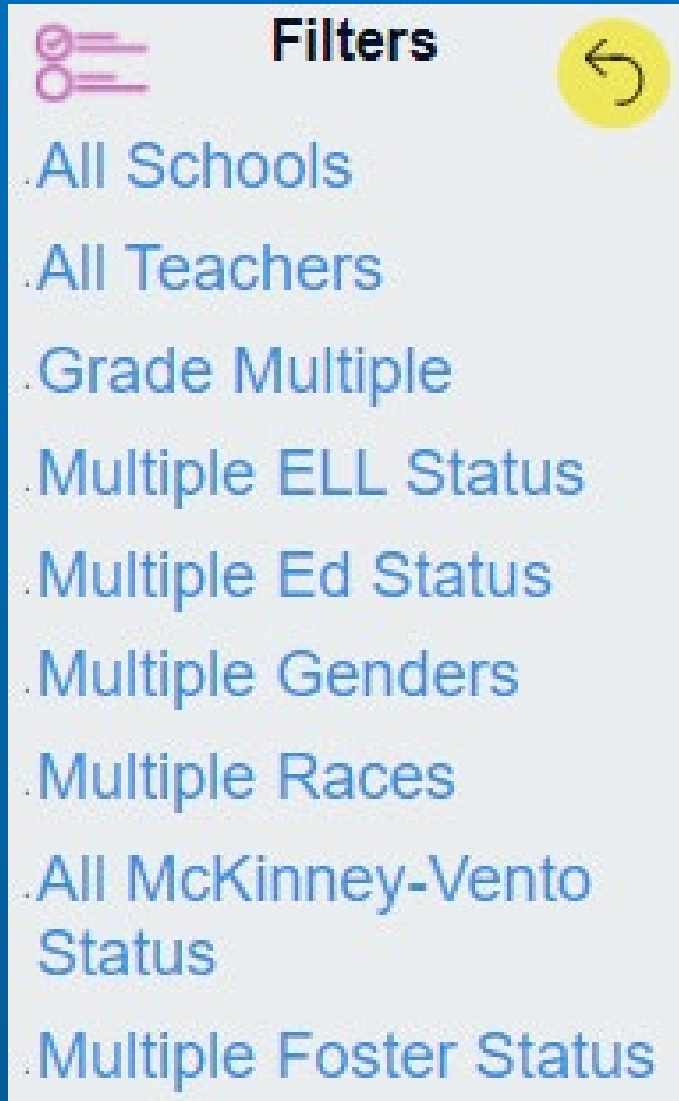 Filters
.All Schools
.All Teachers
.Grade Multiple
.Multiple ELL Status
.Multiple Ed Status
.Multiple Genders
.Multiple Races
.All McKinney-Vento
Status
.Multiple Foster Status